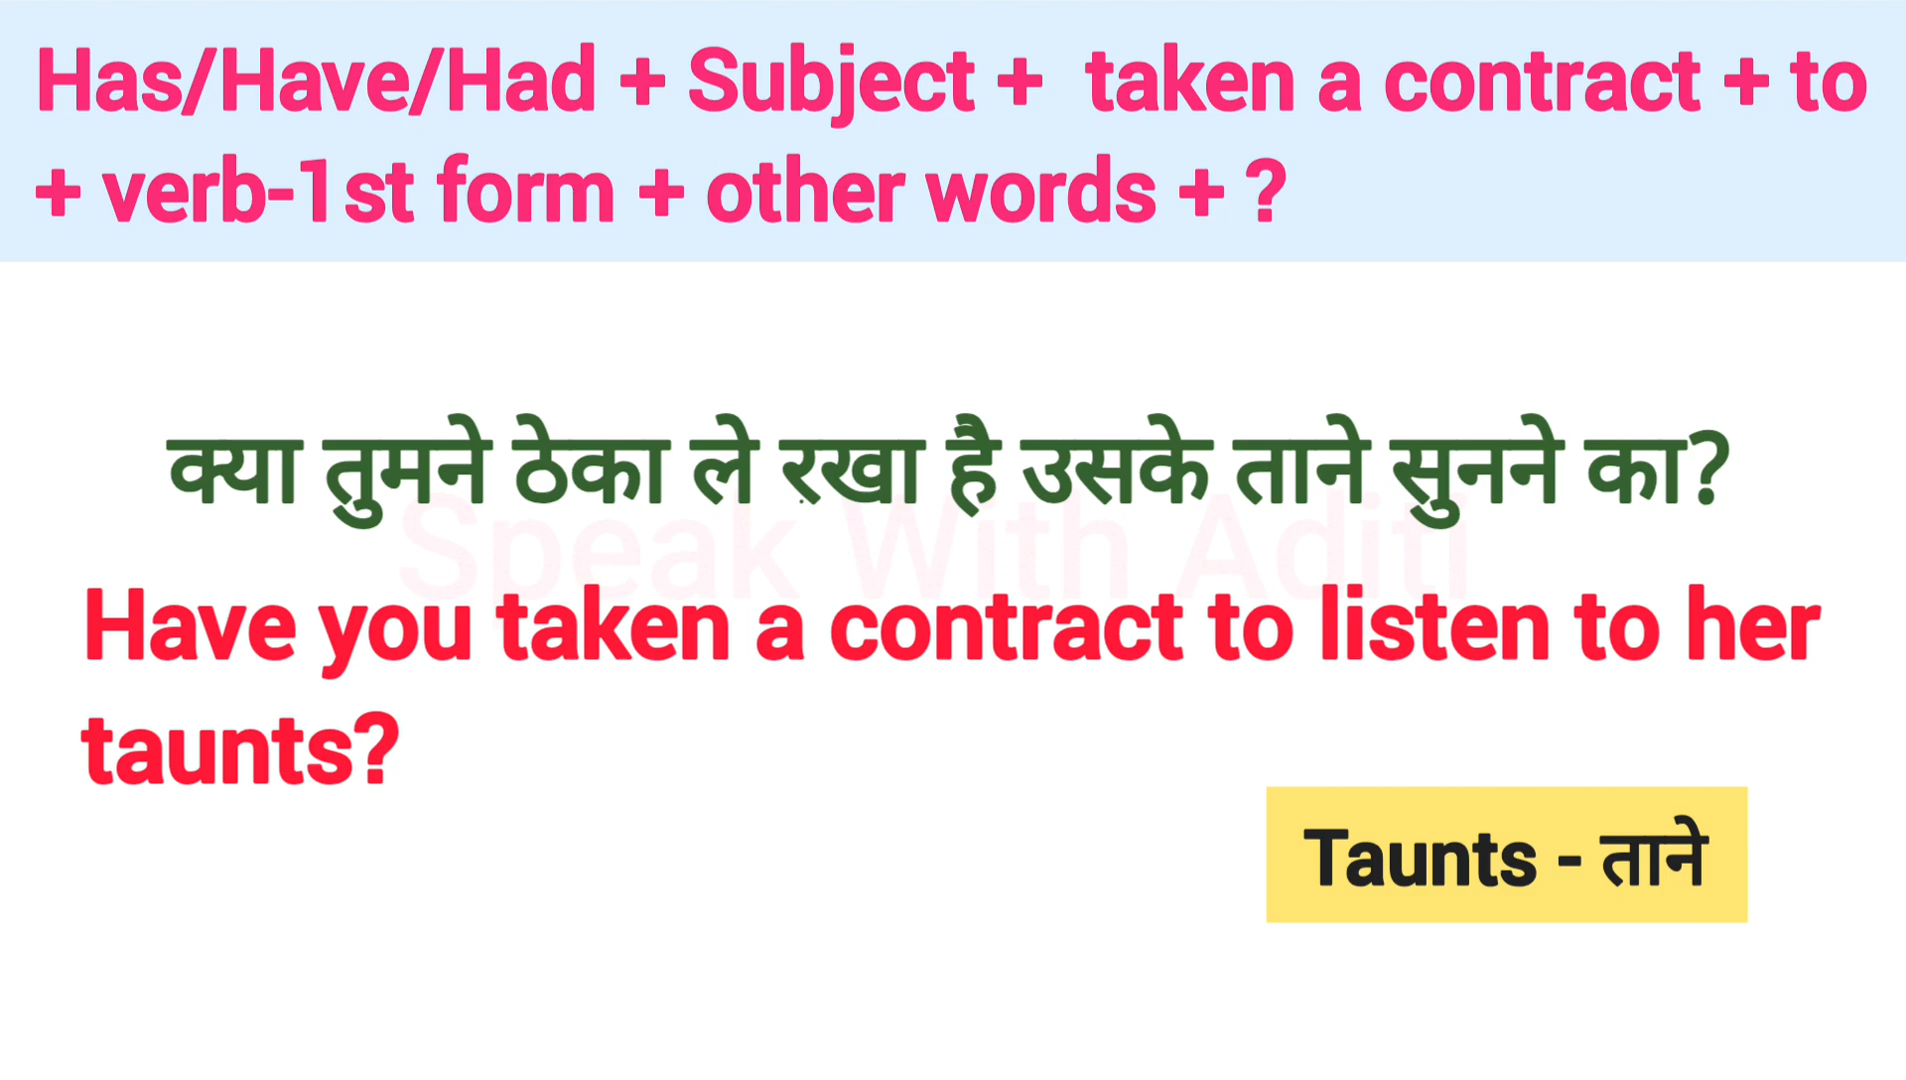 Has/Have/Had + Subject +  taken a contract + to
+ verb-1st form + other words + ?
क्या तुमने ठेका ले रखा है उसके ताने सुनने का?
Speak With Aditi
Have you taken a contract to listen to her
taunts?
Taunts - ताने